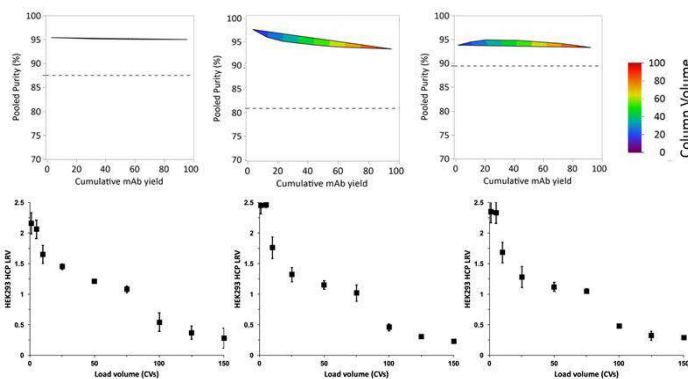 100
95
90
85
80
75
70
Pooled Purity (%)
0 20 40 60 80 100
Cumulative mAb yield
100
95
90
85
80
75
70
Pooled Purity (%)
0 20 40 60 80 100
Cumulative mAb yield
100
95
90
85
80
75
70
Pooled Purity (%)
0 20 40 60 80 100
Cumulative mAb yield
100
80
60
40
20
0
Column Volume
2.5
2
1.5
1
0.5
0
HEK293 HCP LRV
0 50 100 150
Load volume (CVs)
2.5
2
1.5
1
0.5
0
HEK293 HCP LRV
0 50 100 150
Load volume (CVs)
2.5
2
1.5
1
0.5
0
HEK293 HCP LRV
0 50 100 150
Load volume (CVs)